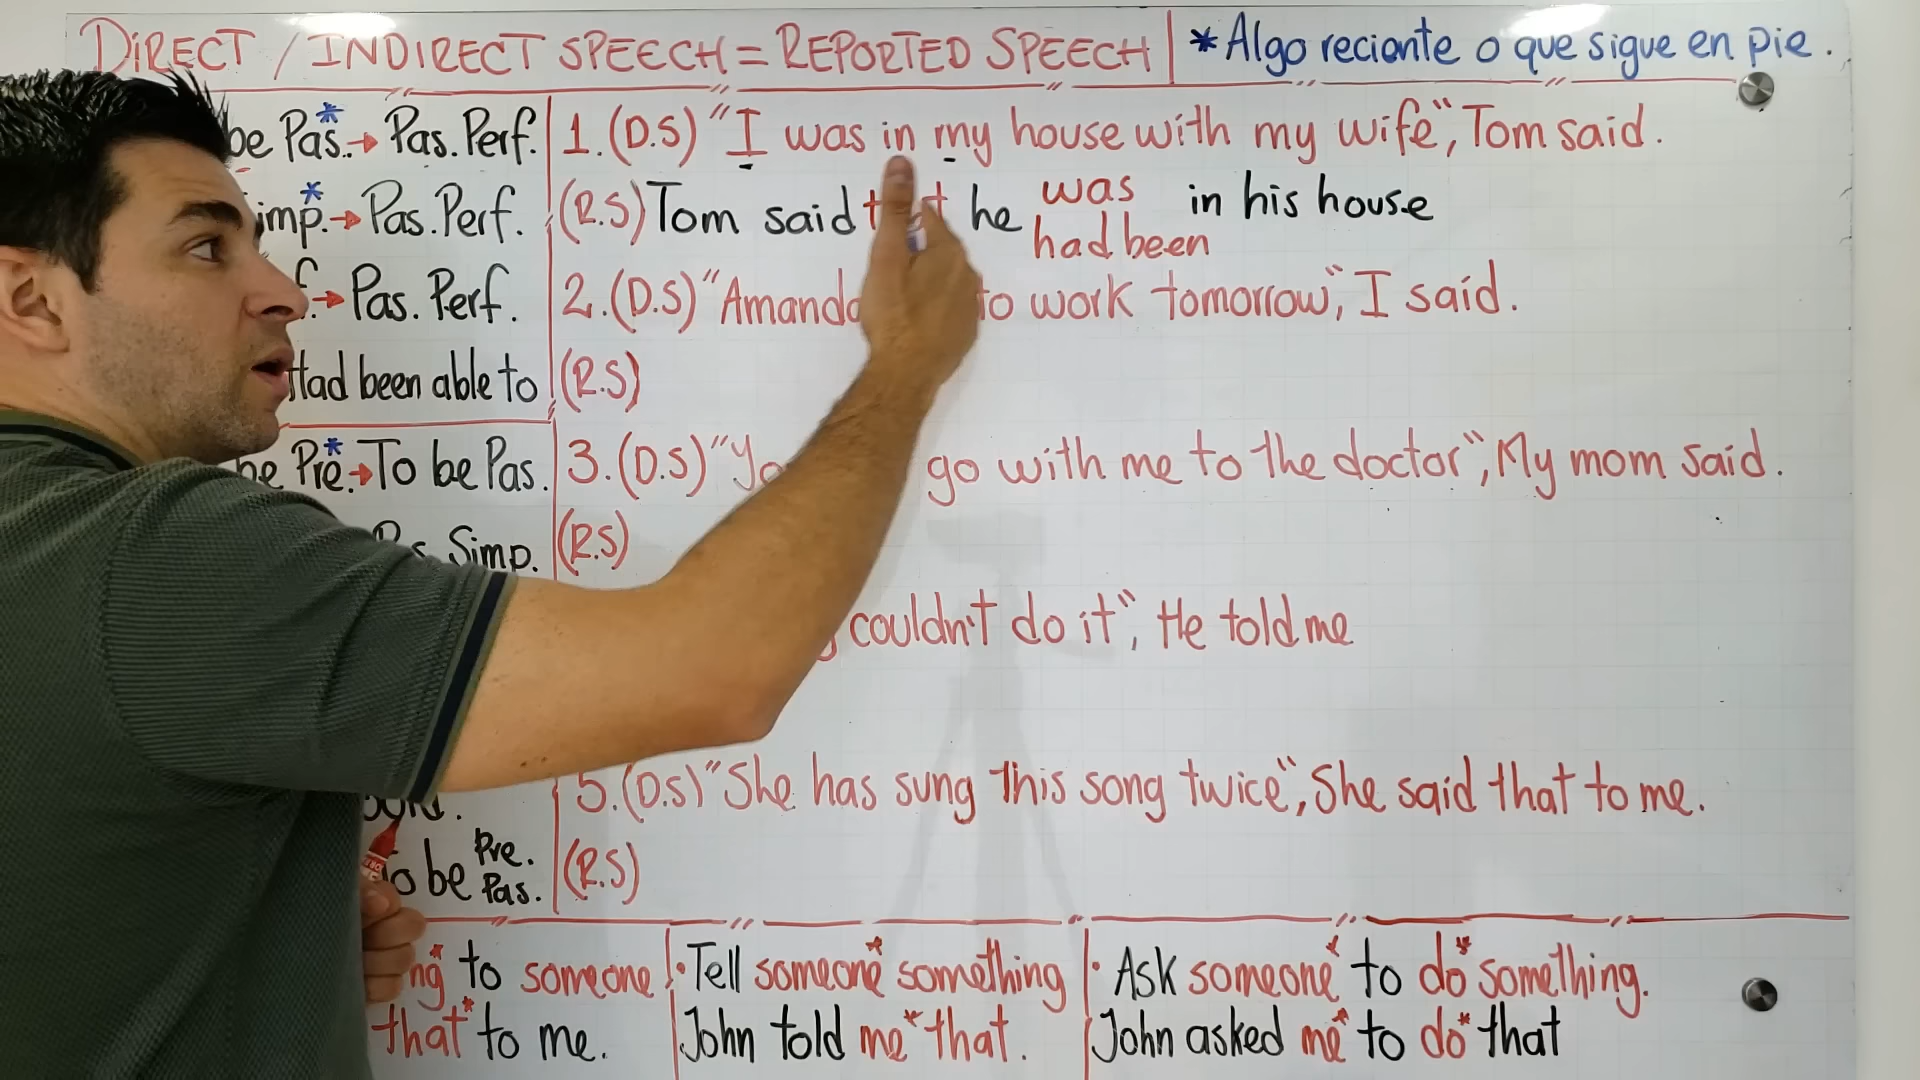 DIRECT / INDIRECT SPEECH = REPORTED SPEECH | *Algo reciente o que sigue en pie.
be Pas.* → Pas. Perf.
1. (D.S) "I was in my house with my wife", Tom said.
→ Pas. Perf.
(R.S) Tom said he was had been in his house
→ Pas. Perf.
2. (D.S) "Amanda to work tomorrow", I said.
Had been able to
(R.S)
be Pre.* → To be Pas.
3. (D.S) "go with me to the doctor", My mom said.
Simp.
(R.S)
couldn't do it", He told me
5. (D.S) "She has sung this song twice", She said that to me.
be Pre. Pas.
(R.S)
to someone
that* to me.
· Tell someone* something
John told me* that.
· Ask someone* to do* something.
John asked me* to do* that